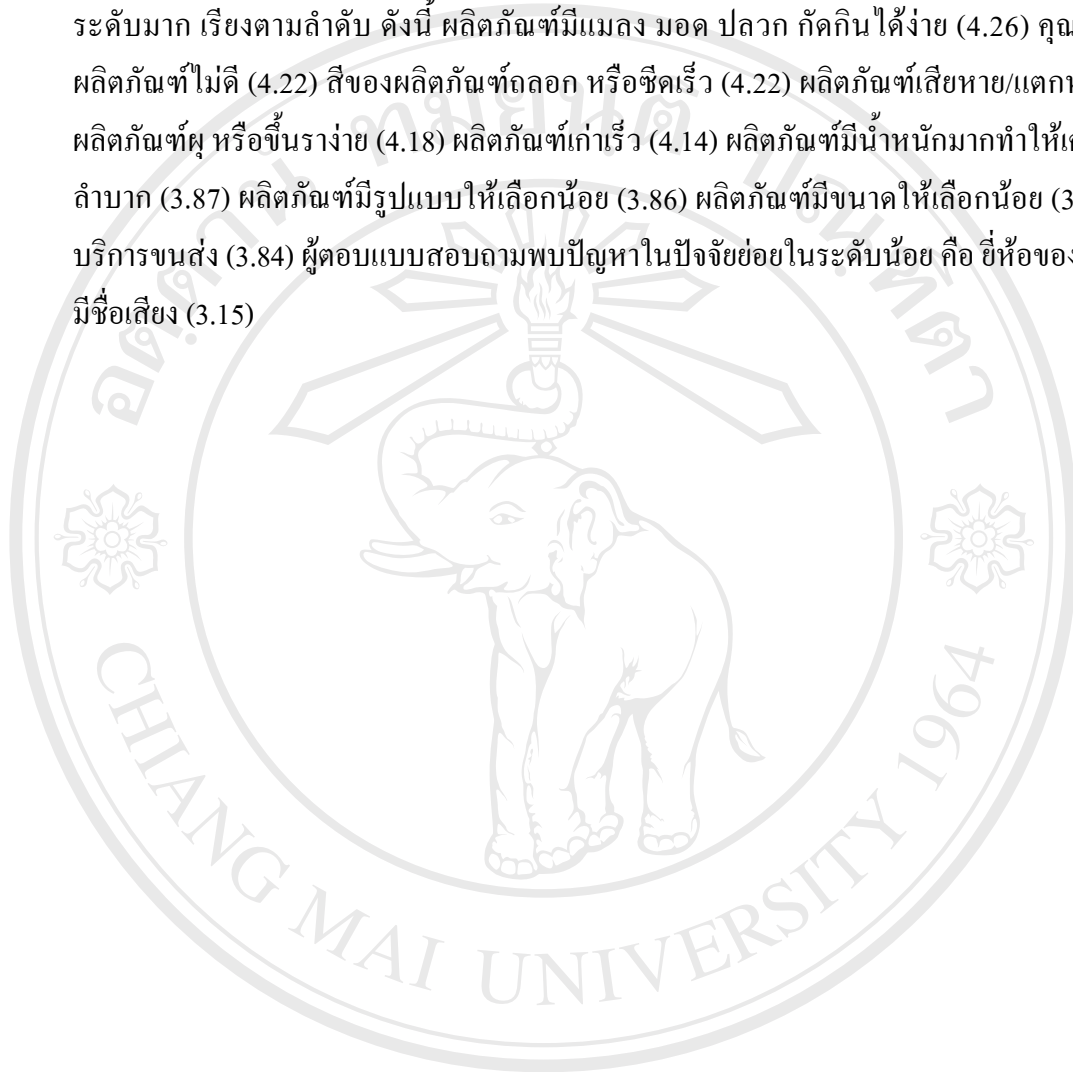 ระดับมาก เรียงตามลำดับ ดังนี้ ผลิตภัณฑ์มีแมลง มอด ปลวก กัดกินได้ง่าย (4.26)
ผลิตภัณฑ์ไม่ดี (4.22) สีของผลิตภัณฑ์ถลอก หรือซีดเร็ว (4.22) ผลิตภัณฑ์เสียหาย/
ผลิตภัณฑ์ผุ หรือขึ้นราง่าย (4.18) ผลิตภัณฑ์เก่าเร็ว (4.14) ผลิตภัณฑ์มีน้ำหนักมากทำให้
ลำบาก (3.87) ผลิตภัณฑ์มีรูปแบบให้เลือกน้อย (3.86) ผลิตภัณฑ์มีขนาดให้เลือกน้อย
บริการขนส่ง (3.84) ผู้ตอบแบบสอบถามพบปัญหาในปัจจัยย่อยในระดับน้อย คือ ยี่ห้อของ
มีชื่อเสียง (3.15)
CHIANG MAI UNIVERSITY 1964